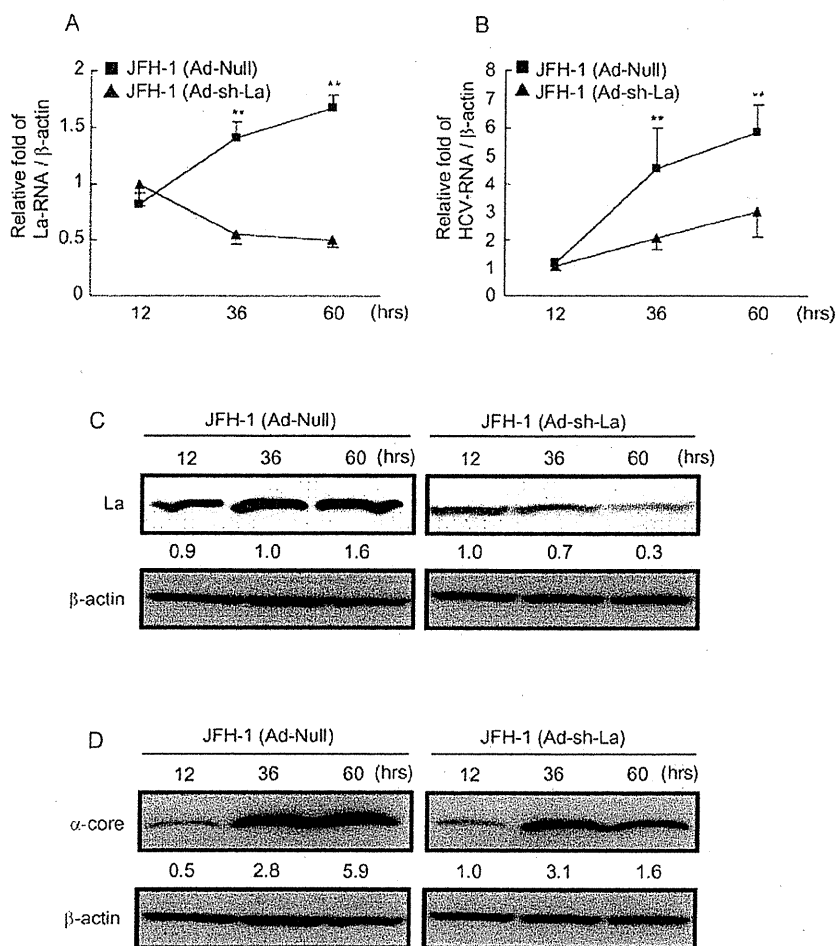 A
JFH-1 (Ad-Null)
JFH-1 (Ad-sh-La)
Relative fold of
La-RNA / β-actin
2
1.5
1
0.5
0
**
**
12 36 60 (hrs)
B
JFH-1 (Ad-Null)
JFH-1 (Ad-sh-La)
Relative fold of
HCV-RNA / β-actin
8
7
6
5
4
3
2
1
0
**
**
12 36 60 (hrs)
C
JFH-1 (Ad-Null) JFH-1 (Ad-sh-La)
12 36 60 (hrs) 12 36 60 (hrs)
La
0.9 1.0 1.6 1.0 0.7 0.3
β-actin
D
JFH-1 (Ad-Null) JFH-1 (Ad-sh-La)
12 36 60 (hrs) 12 36 60 (hrs)
α-core
0.5 2.8 5.9 1.0 3.1 1.6
β-actin